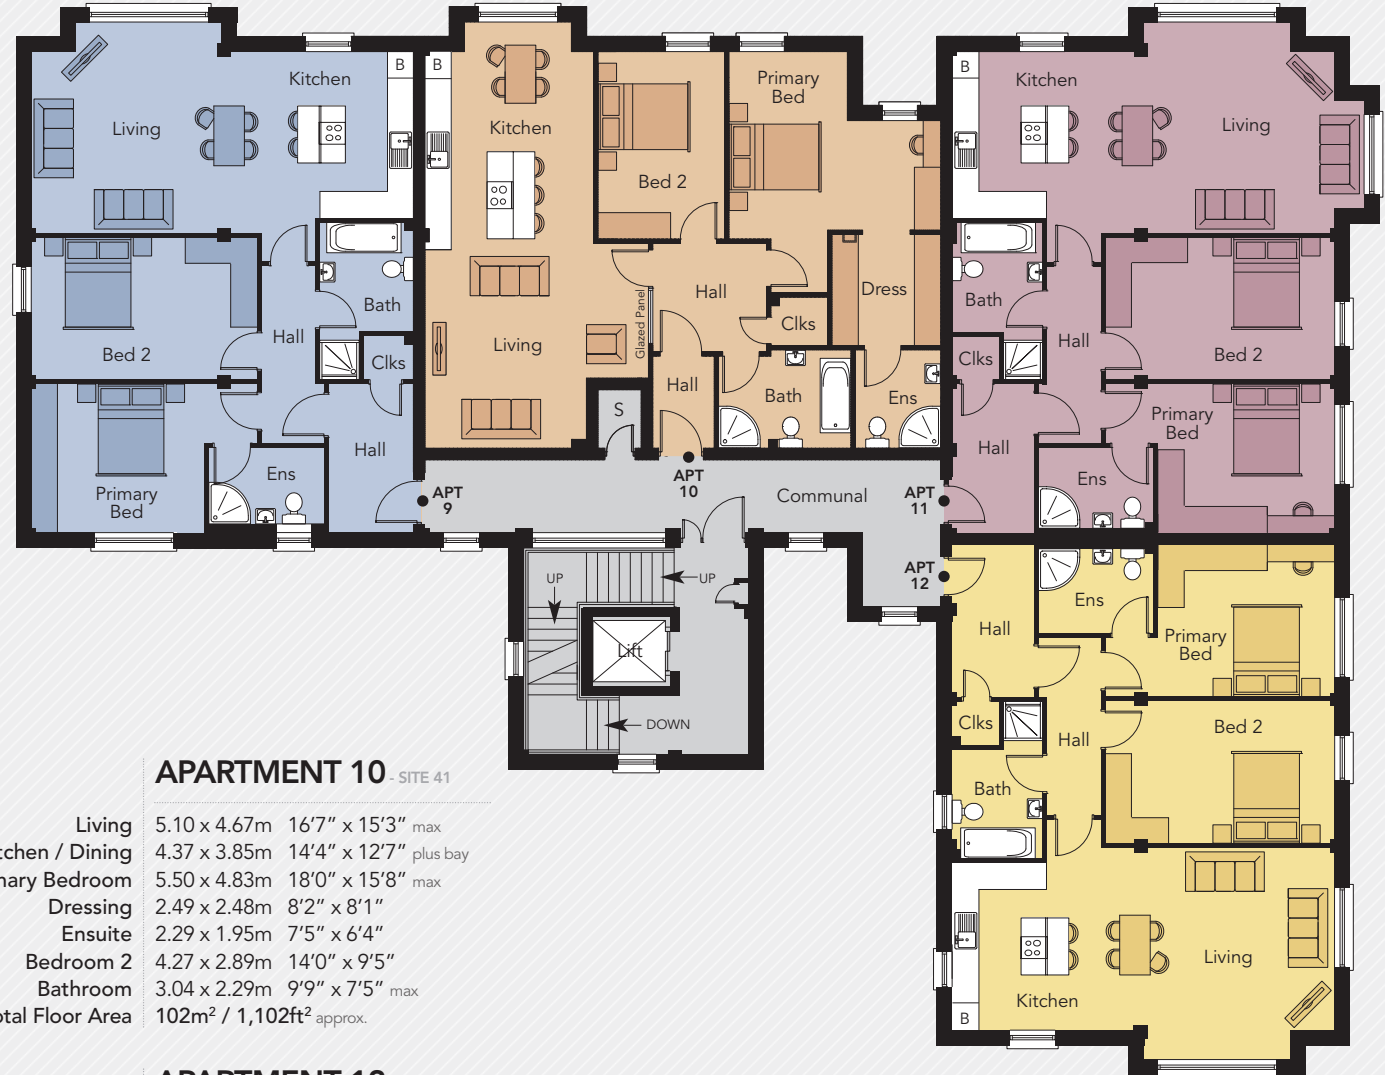 B
Kitchen
Living
Bed 2
Bath
Hall
Clks
Primary
Bed
Ens
Hall
APT
9
B
Kitchen
Living
Glazed Panel
S
Bed 2
Primary
Bed
Hall
Dress
Clks
Hall
Bath
Ens
APT
10
Communal
APT
11
APT
12
UP
UP
Lift
DOWN
B
Kitchen
Living
Bath
Hall
Bed 2
Clks
Hall
Primary
Bed
Ens
Ens
Hall
Primary
Bed
Clks
Hall
Bed 2
Bath
Living
Kitchen
B
APARTMENT 10 - SITE 41
Living 5.10 x 4.67m 16'7" x 15'3" max
/ Dining 4.37 x 3.85m 14'4" x 12'7" plus bay
Bedroom 5.50 x 4.83m 18'0" x 15'8" max
Dressing 2.49 x 2.48m 8'2" x 8'1"
Ensuite 2.29 x 1.95m 7'5" x 6'4"
Bedroom 2 4.27 x 2.89m 14'0" x 9'5"
Bathroom 3.04 x 2.29m 9'9" x 7'5" max
Floor Area 102m² / 1,102ft² approx.
APARTMENT